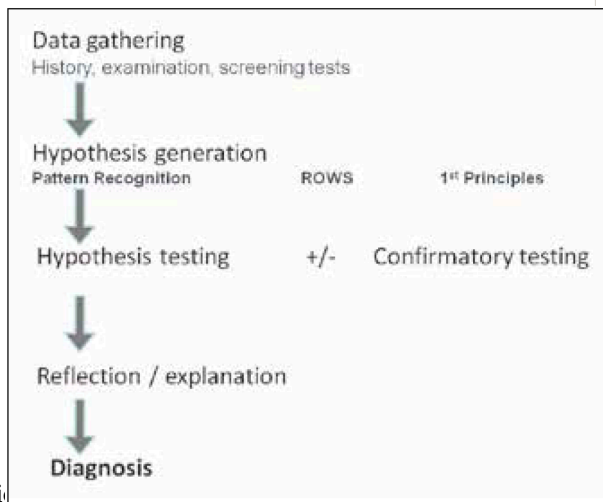 Data gathering
History, examination, screening tests
Hypothesis generation
Pattern Recognition ROWS 1st Principles
Hypothesis testing +/- Confirmatory testing
Reflection / explanation
Diagnosis